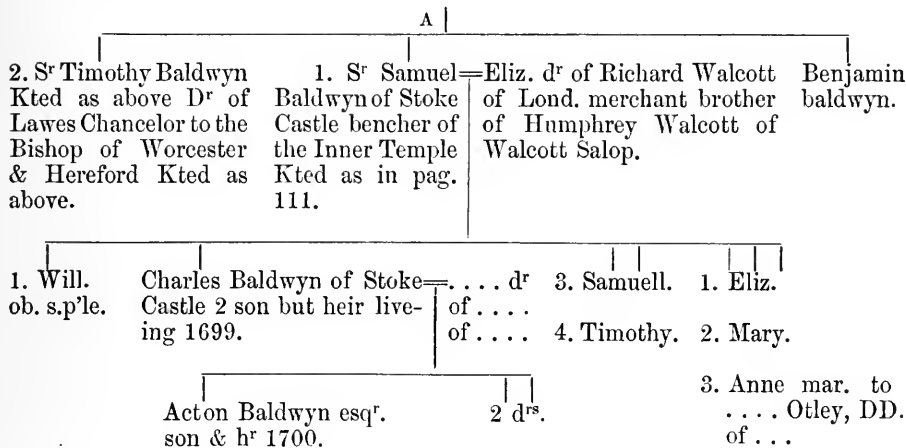 A
2. Sʳ Timothy Baldwyn
Kted as above Dʳ of
Lawes Chancelor to the
Bishop of Worcester
& Hereford Kted as
above.
1. Sʳ Samuel=
Baldwyn of Stoke
Castle bencher of
the Inner Temple
Kted as in pag.
111.
Eliz. dʳ of Richard Walcott
of Lond. merchant brother
of Humphrey Walcott of
Walcott Salop.
Benjamin
baldwyn.
1. Will.
ob. s.p'le.
Charles Baldwyn of Stoke=
Castle 2 son but heir live-
ing 1699.
.... dʳ
of ....
of ....
3. Samuell.
4. Timothy.
1. Eliz.
2. Mary.
3. Anne mar. to
.... Otley, DD.
of ...
Acton Baldwyn esqʳ.
son & hʳ 1700.
2 dʳˢ.